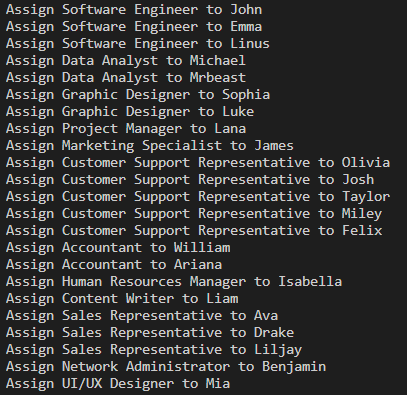 Assign Software Engineer to John
Assign Software Engineer to Emma
Assign Software Engineer to Linus
Assign Data Analyst to Michael
Assign Data Analyst to Mrbeast
Assign Graphic Designer to Sophia
Assign Graphic Designer to Luke
Assign Project Manager to Lana
Assign Marketing Specialist to James
Assign Customer Support Representative to Olivia
Assign Customer Support Representative to Josh
Assign Customer Support Representative to Taylor
Assign Customer Support Representative to Miley
Assign Customer Support Representative to Felix
Assign Accountant to William
Assign Accountant to Ariana
Assign Human Resources Manager to Isabella
Assign Content Writer to Liam
Assign Sales Representative to Ava
Assign Sales Representative to Drake
Assign Sales Representative to Liljay
Assign Network Administrator to Benjamin
Assign UI/UX Designer to Mia